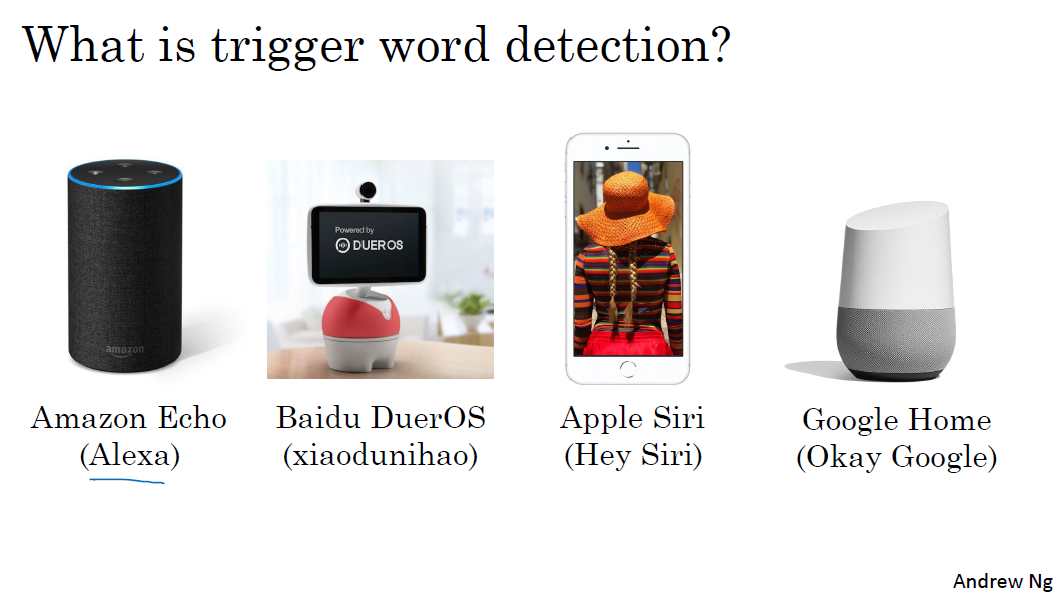 What is trigger word detection?
amazon
Powered by
DUEROS
Amazon Echo
(Alexa)
Baidu DuerOS
(xiaodunihao)
Apple Siri
(Hey Siri)
Google Home
(Okay Google)
Andrew Ng